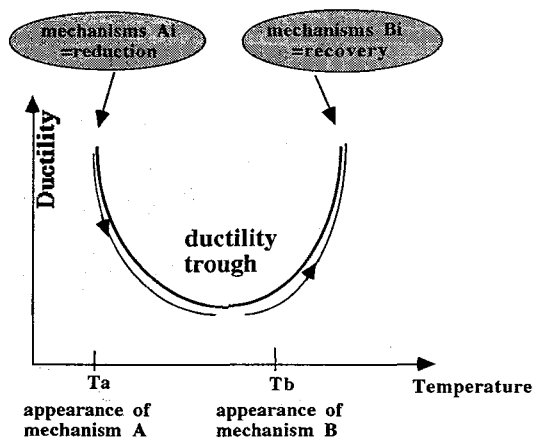 mechanisms Ai
=reduction
mechanisms Bi
=recovery
Ductility
ductility
trough
Ta
Tb
Temperature
appearance of
mechanism A
appearance of
mechanism B